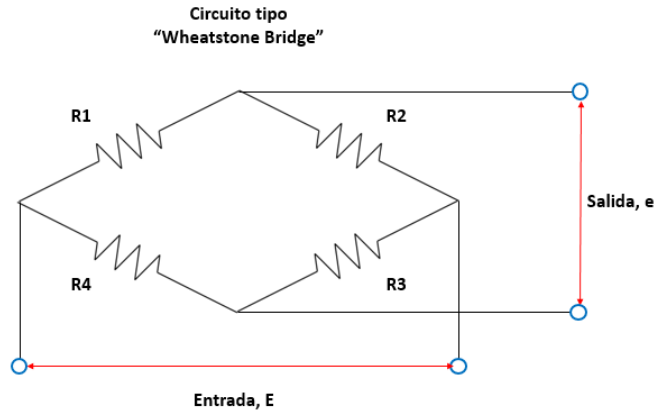 Circuito tipo
“Wheatstone Bridge”
R1
R2
Salida, e
R4
R3
Entrada, E